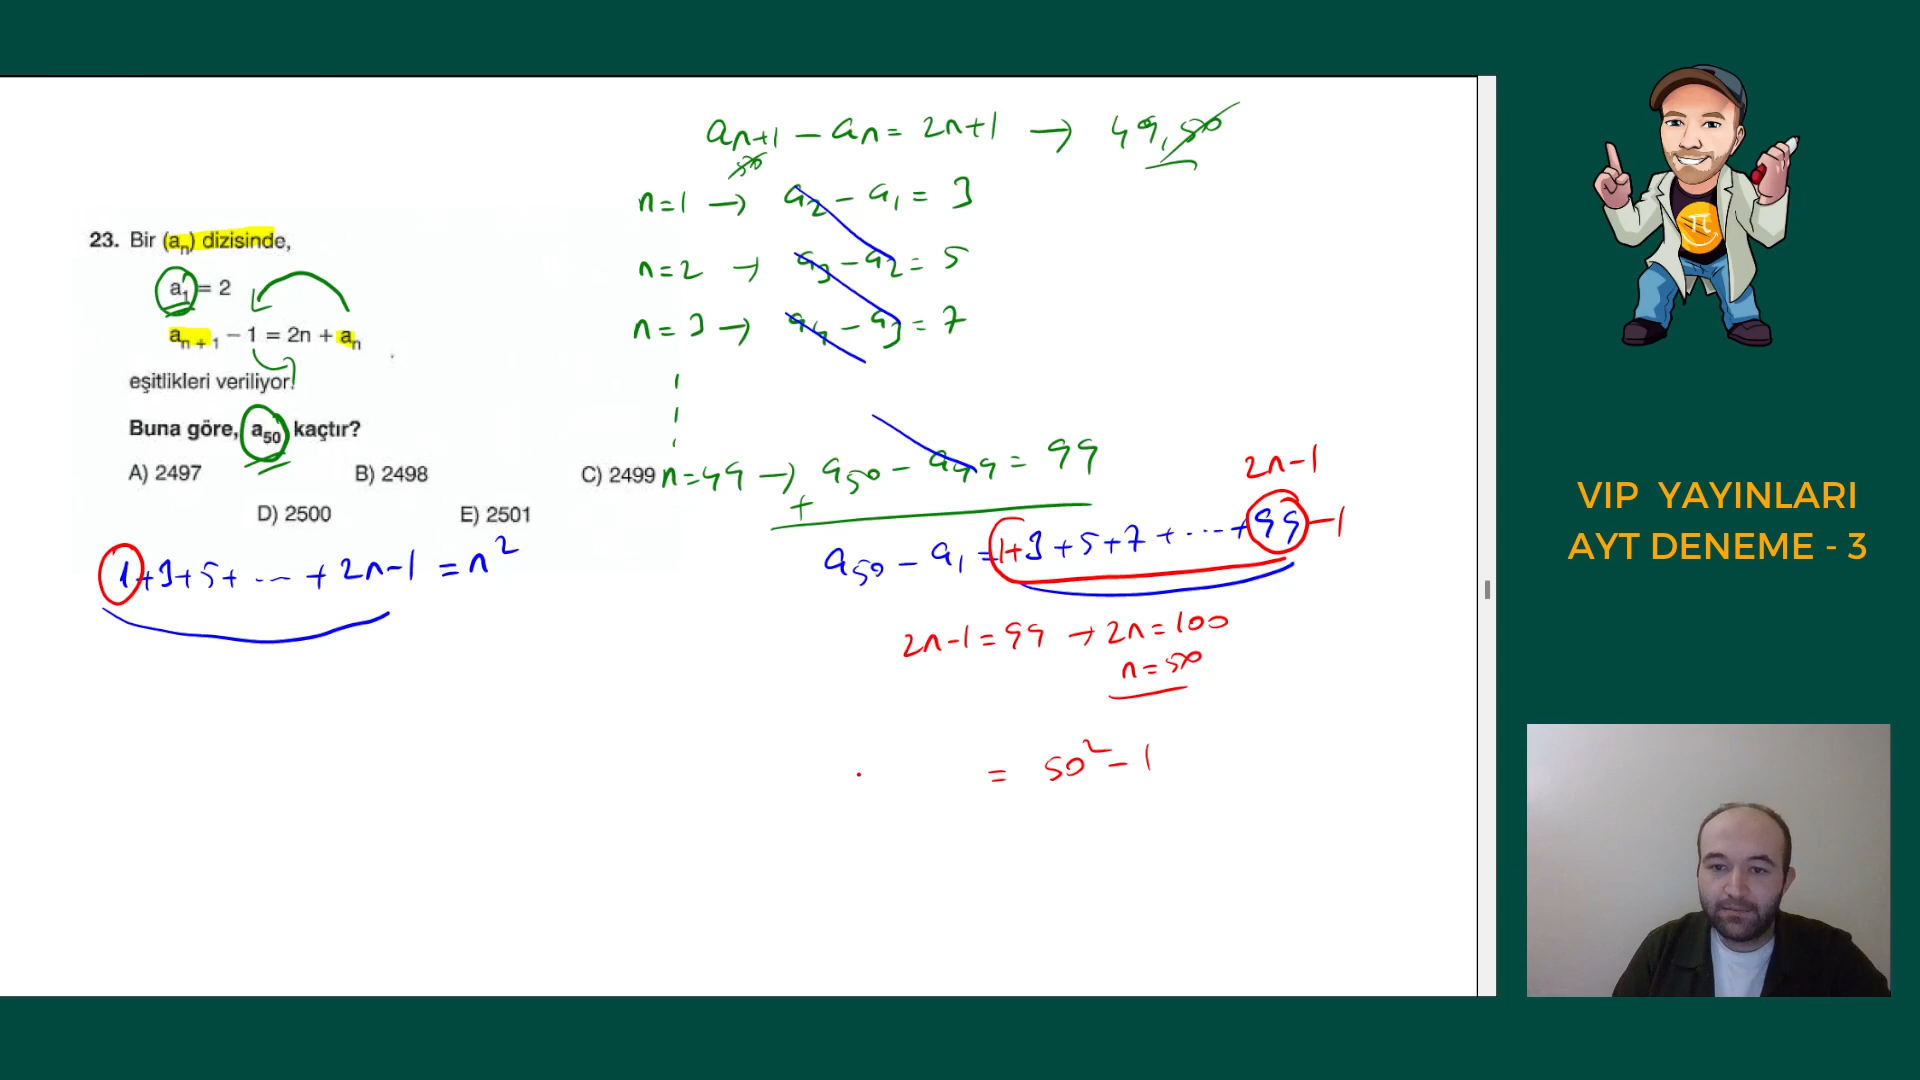 23. Bir (an) dizisinde,
a1 = 2
an + 1 − 1 = 2n + an
eşitlikleri veriliyor.
Buna göre, a50 kaçtır?
A) 2497 B) 2498 C) 2499
D) 2500 E) 2501
1+3+5+ ... + 2n-1 = n²
an+1 - an = 2n+1 → 49, 50
50
n=1 → a2 - a1 = 3
n=2 → a3 - a2 = 5
n=3 → a4 - a3 = 7
n=49 → a50 - a49 = 99
+
2n-1
a50 - a1 = 1+3+5+7+ ... +99 -1
2n-1=99 → 2n=100
n=50
= 50² - 1
π
VIP YAYINLARI
AYT DENEME - 3